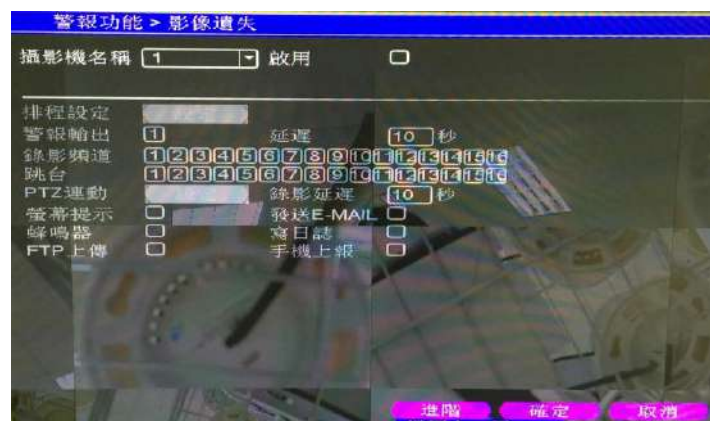 警報功能 > 影像遺失
攝影機名稱 1 啟用
排程設定
警報輸出 1 延遲 10 秒
錄影頻道 1 2 3 4 5 6 7 8 9 10 11 12 13 14 15 16
跳台 1 2 3 4 5 6 7 8 9 10 11 12 13 14 15 16
PTZ連動 錄影延遲 10 秒
螢幕提示 發送E-MAIL
蜂鳴器 寫日誌
FTP上傳 手機上報
進階 確定 取消